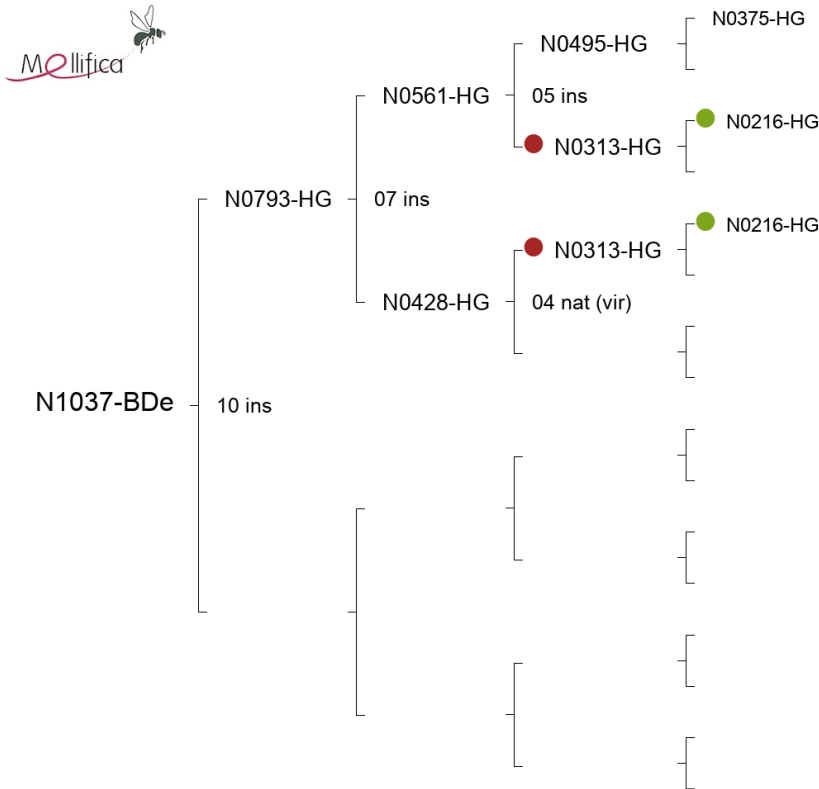 Mellifica
N0375-HG
N0495-HG
N0561-HG
05 ins
N0216-HG
N0313-HG
N0793-HG
07 ins
N0216-HG
N0313-HG
N0428-HG
04 nat (vir)
N1037-BDe
10 ins